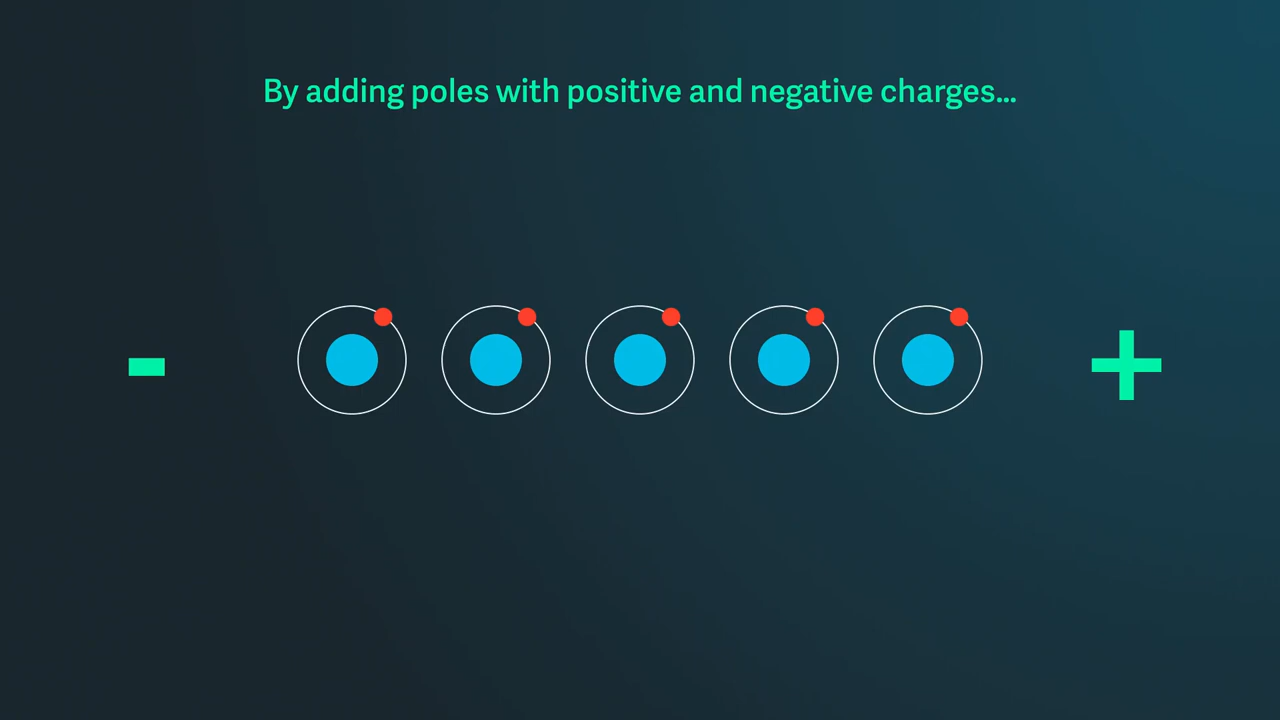 By adding poles with positive and negative charges...
- +